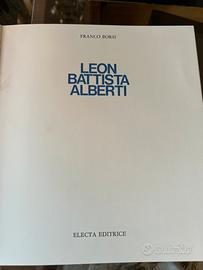 FRANCO BORSI
LEON
BATTISTA
ALBERTI
ELECTA EDITRICE